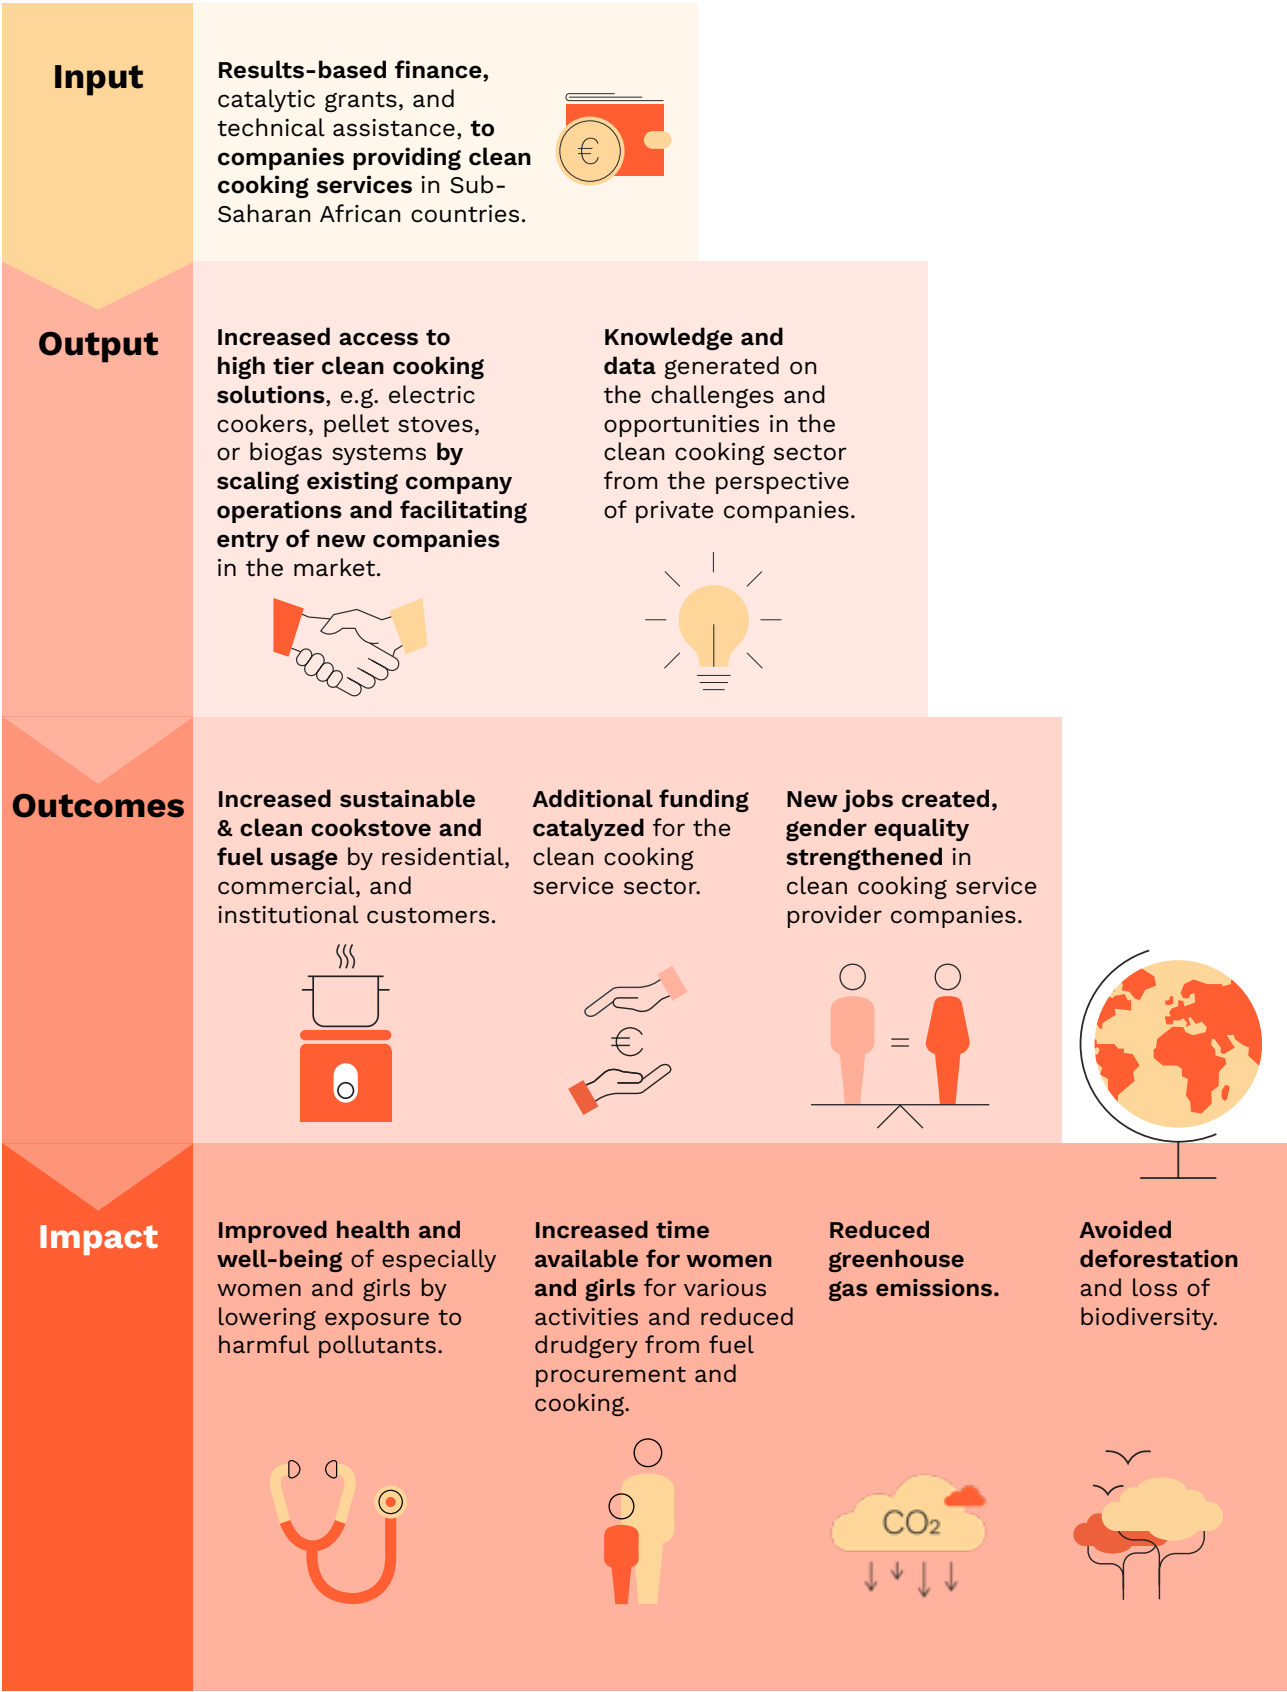 Input
Results-based finance,
catalytic grants, and
technical assistance, to
companies providing clean
cooking services in Sub-
Saharan African countries.
€
Output
Increased access to
high tier clean cooking
solutions, e.g. electric
cookers, pellet stoves,
or biogas systems by
scaling existing company
operations and facilitating
entry of new companies
in the market.
Knowledge and
data generated on
the challenges and
opportunities in the
clean cooking sector
from the perspective
of private companies.
Outcomes
Increased sustainable
& clean cookstove and
fuel usage by residential,
commercial, and
institutional customers.
Additional funding
catalyzed for the
clean cooking
service sector.
€
New jobs created,
gender equality
strengthened in
clean cooking service
provider companies.
=
Impact
Improved health and
well-being of especially
women and girls by
lowering exposure to
harmful pollutants.
Increased time
available for women
and girls for various
activities and reduced
drudgery from fuel
procurement and
cooking.
Reduced
greenhouse
gas emissions.
CO₂
Avoided
deforestation
and loss of
biodiversity.